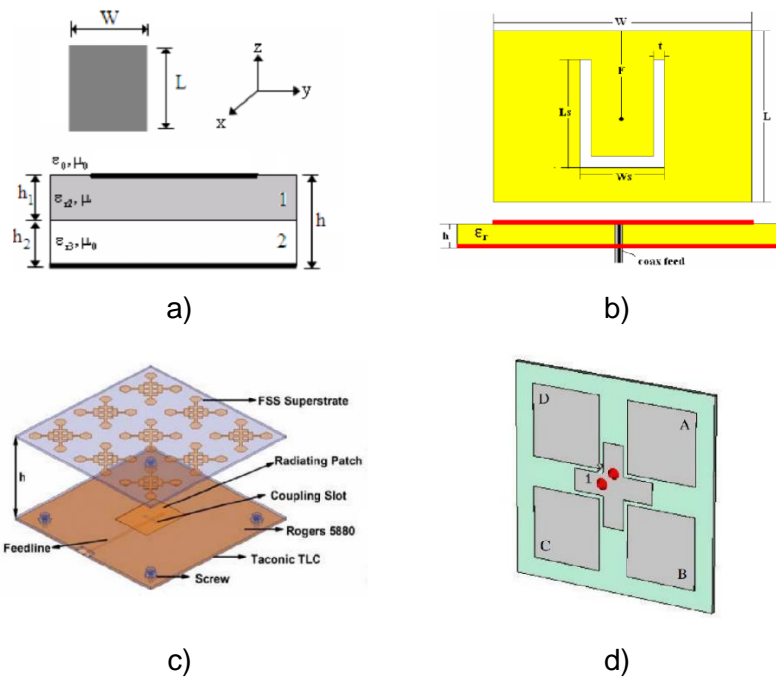 W
L
z
y
x
ε₀, μ₀
h₁
εᵣ₂, μ
1
h
h₂
εᵣ₃, μ₀
2
a)
W
t
F
Ls
L
Ws
h
εᵣ
coax feed
b)
FSS Superstrate
h
Radiating Patch
Coupling Slot
Rogers 5880
Feedline
Taconic TLC
Screw
c)
D
A
1
C
B
d)